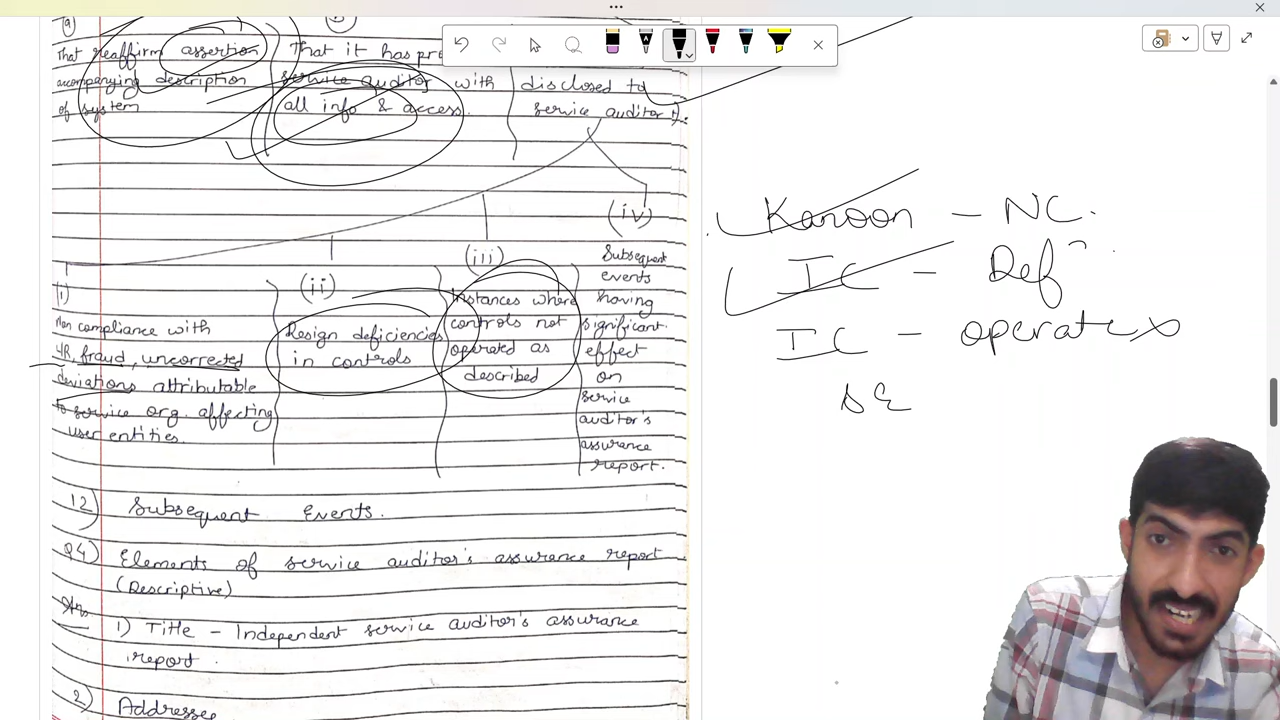 (a)
That reaffirm assertion
accompanying description
of system
That it has pr
service auditor with
all info & access.
disclosed to
service auditor :
(i)
Non compliance with
L/R, fraud, uncorrected
deviations attributable
to service org. affecting
user entities.
(ii)
Design deficiencies
in controls
(iii)
Instances where
controls not
operated as
described
(iv)
Subsequent
events
having
significant
effect
on
service
auditor's
assurance
report.
12) Subsequent Events.
Q4) Elements of service auditor's assurance report
(Descriptive)
Ans
1) Title - Independent service auditor's assurance
report.
2) Addressee
Kanoon - NC.
IC - Def
IC - operate x
SE